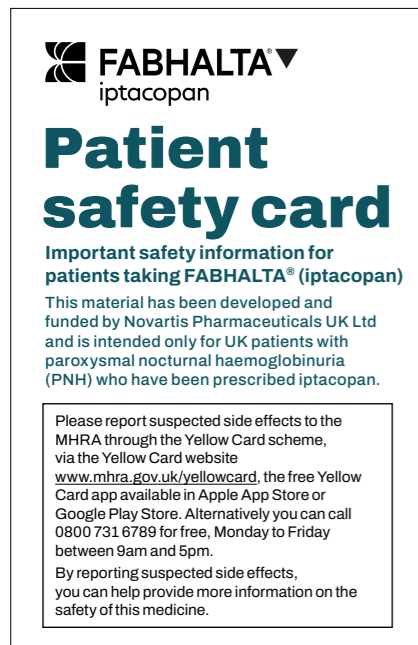 FABHALTA®▼
iptacopan
Patient
safety card
Important safety information for
patients taking FABHALTA® (iptacopan)
This material has been developed and
funded by Novartis Pharmaceuticals UK Ltd
and is intended only for UK patients with
paroxysmal nocturnal haemoglobinuria
(PNH) who have been prescribed iptacopan.
Please report suspected side effects to the
MHRA through the Yellow Card scheme,
via the Yellow Card website
www.mhra.gov.uk/yellowcard, the free Yellow
Card app available in Apple App Store or
Google Play Store. Alternatively you can call
0800 731 6789 for free, Monday to Friday
between 9am and 5pm.
By reporting suspected side effects,
you can help provide more information on the
safety of this medicine.